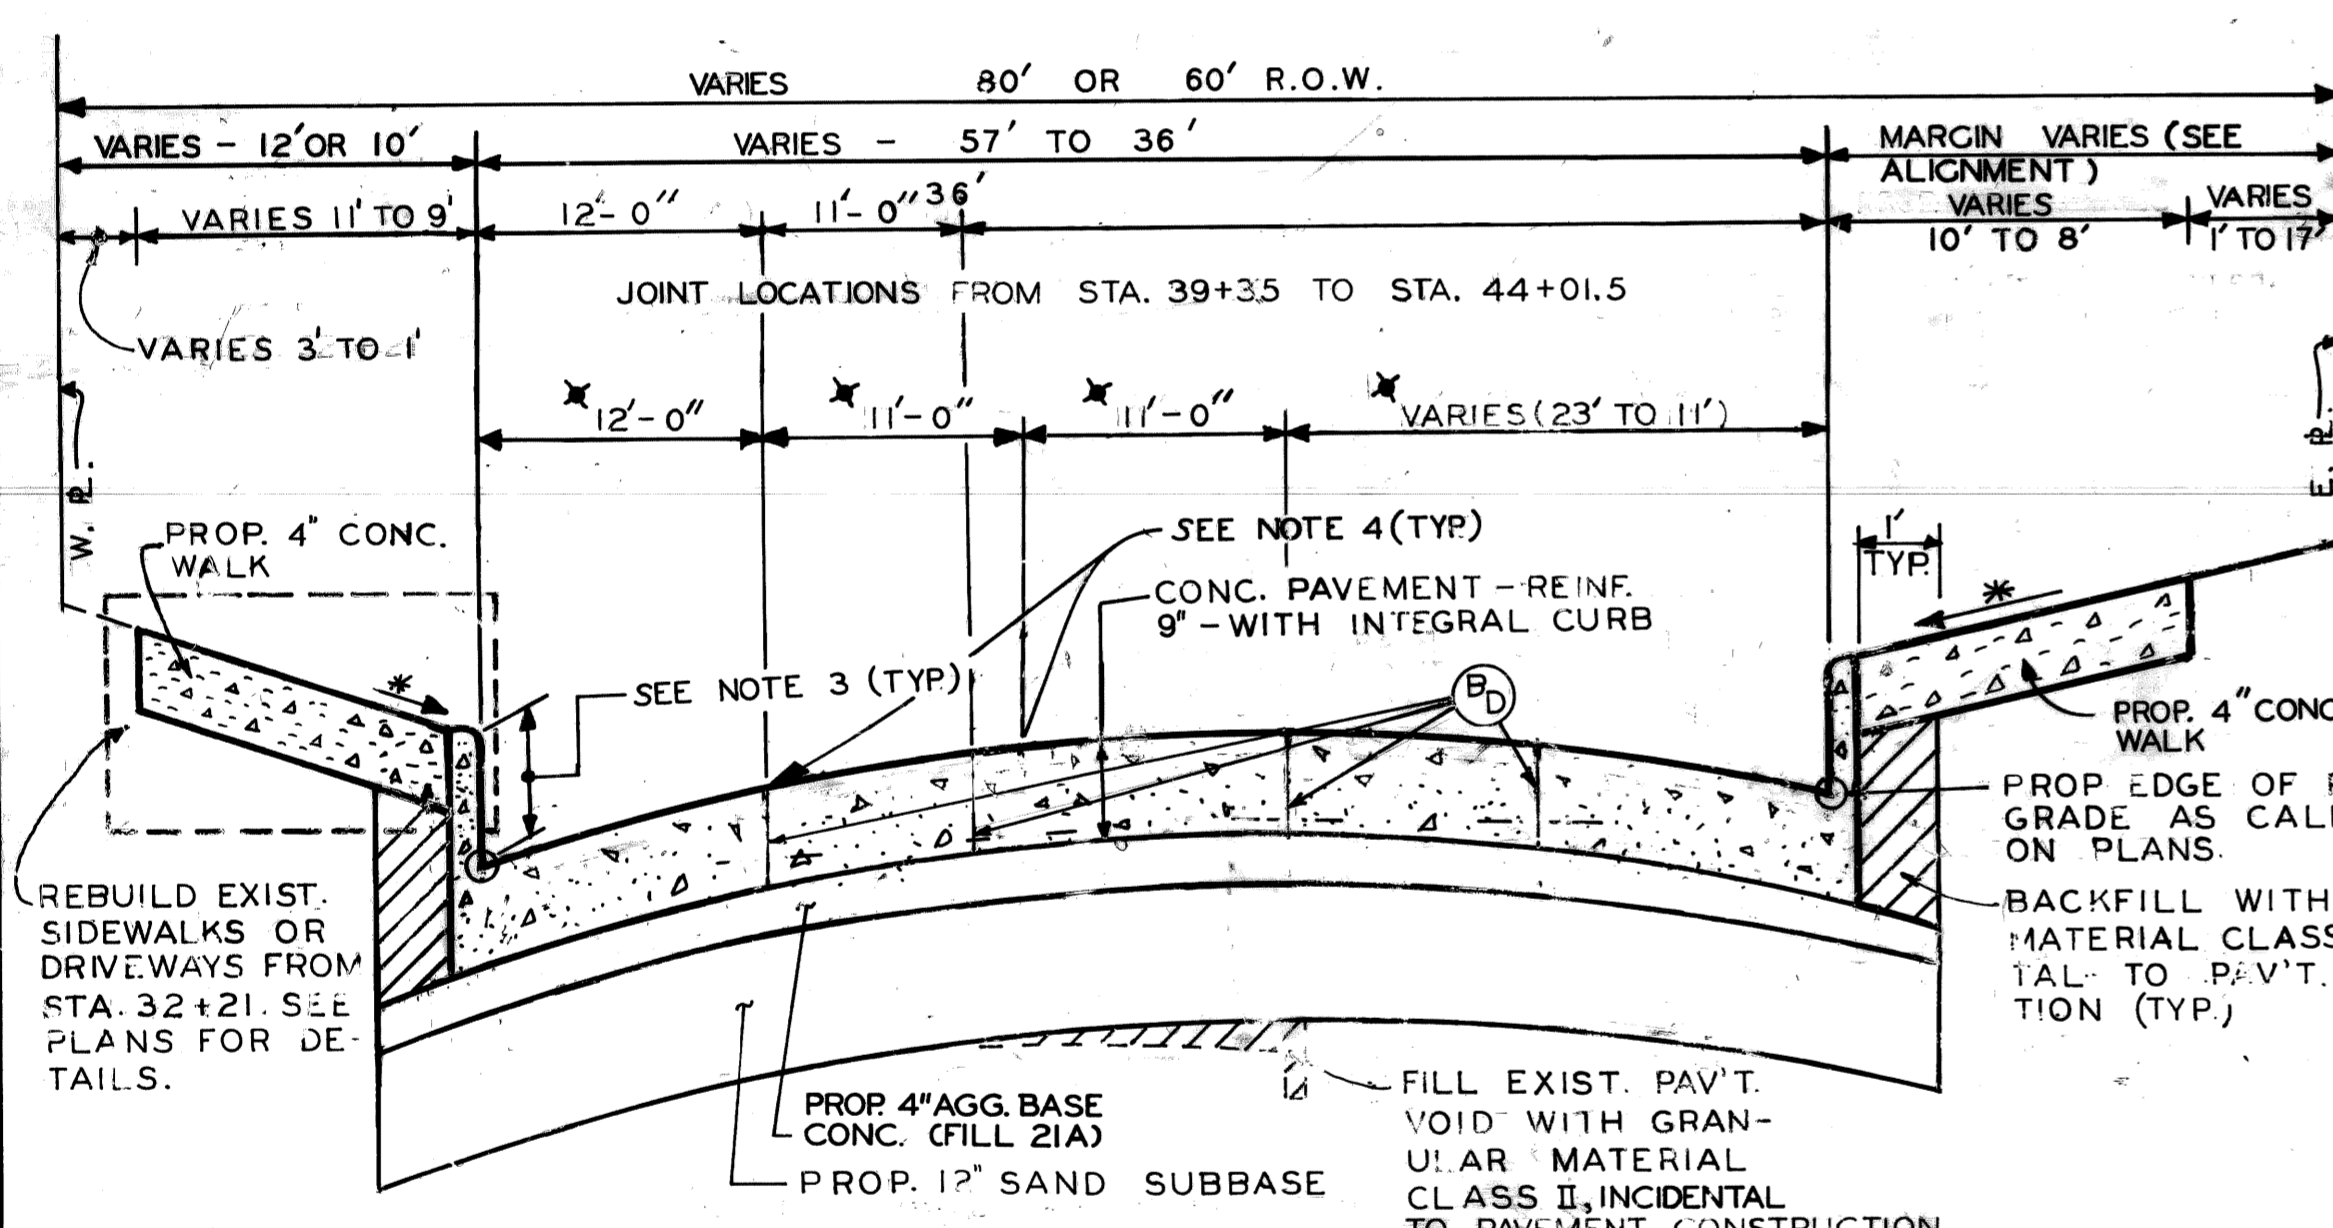 VARIES 80' OR 60' R.O.W.
VARIES - 12' OR 10'
VARIES - 57' TO 36'
MARGIN VARIES (SEE
ALIGNMENT)
VARIES 11' TO 9'
12'-0"
11'-0"
36'
VARIES
10' TO 8'
VARIES
1' TO 17'
JOINT LOCATIONS FROM STA. 39+35 TO STA. 44+01.5
VARIES 3' TO 1'
12'-0"
11'-0"
11'-0"
VARIES (23' TO 11')
W. P.
E. P.
PROP. 4" CONC.
WALK
SEE NOTE 4 (TYP.)
1'
TYP.
CONC. PAVEMENT - REINF.
9" - WITH INTEGRAL CURB
*
*
SEE NOTE 3 (TYP.)
BD
PROP. 4" CONC
WALK
PROP EDGE OF
GRADE AS CALL
ON PLANS.
REBUILD EXIST.
SIDEWALKS OR
DRIVEWAYS FROM
STA. 32+21. SEE
PLANS FOR DE-
TAILS.
BACKFILL WITH
MATERIAL CLASS
TAL TO PAV'T.
TION (TYP.)
PROP. 4" AGG. BASE
CONC. (FILL 21A)
PROP. 12" SAND SUBBASE
FILL EXIST. PAV'T.
VOID WITH GRAN-
ULAR MATERIAL
CLASS II, INCIDENTAL
TO PAVEMENT CONSTRUCTION